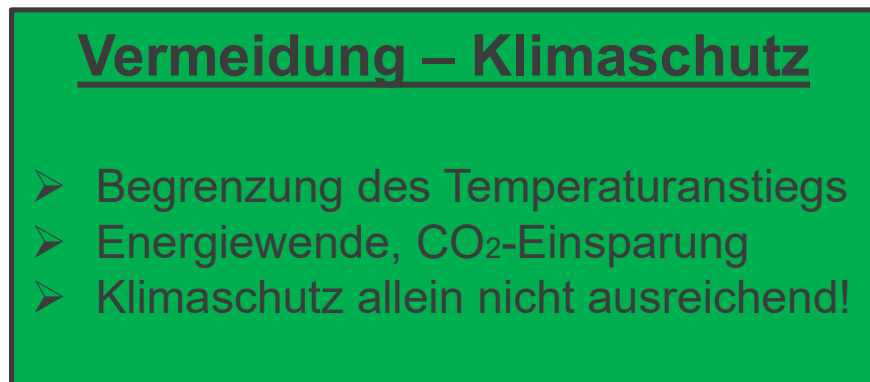 Vermeidung – Klimaschutz
➢ Begrenzung des Temperaturanstiegs
➢ Energiewende, CO₂-Einsparung
➢ Klimaschutz allein nicht ausreichend!